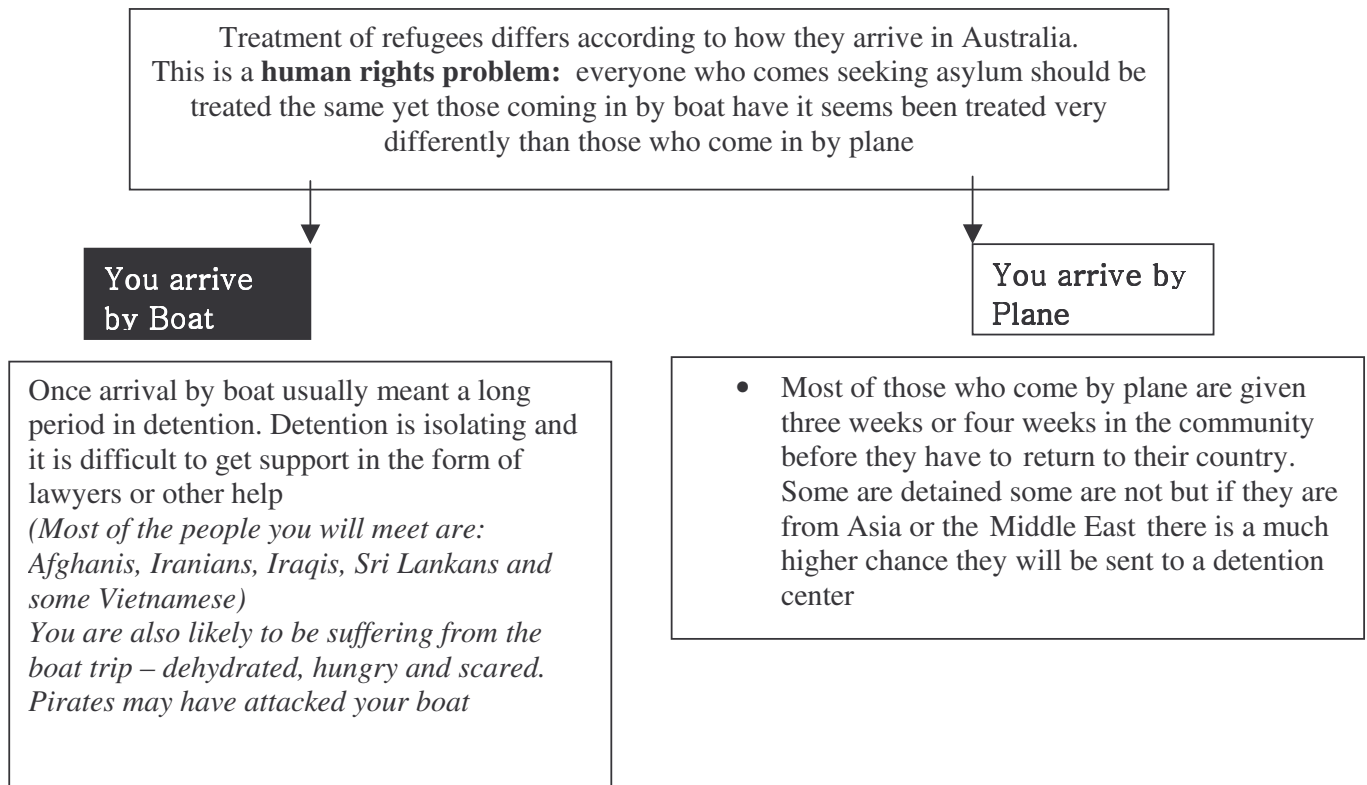 Treatment of refugees differs according to how they arrive in Australia.
This is a human rights problem: everyone who comes seeking asylum should be
treated the same yet those coming in by boat have it seems been treated very
differently than those who come in by plane
You arrive
by Boat
Once arrival by boat usually meant a long
period in detention. Detention is isolating and
it is difficult to get support in the form of
lawyers or other help
(Most of the people you will meet are:
Afghanis, Iranians, Iraqis, Sri Lankans and
some Vietnamese)
You are also likely to be suffering from the
boat trip – dehydrated, hungry and scared.
Pirates may have attacked your boat
You arrive by
Plane
• Most of those who come by plane are given
three weeks or four weeks in the community
before they have to return to their country.
Some are detained some are not but if they are
from Asia or the Middle East there is a much
higher chance they will be sent to a detention
center